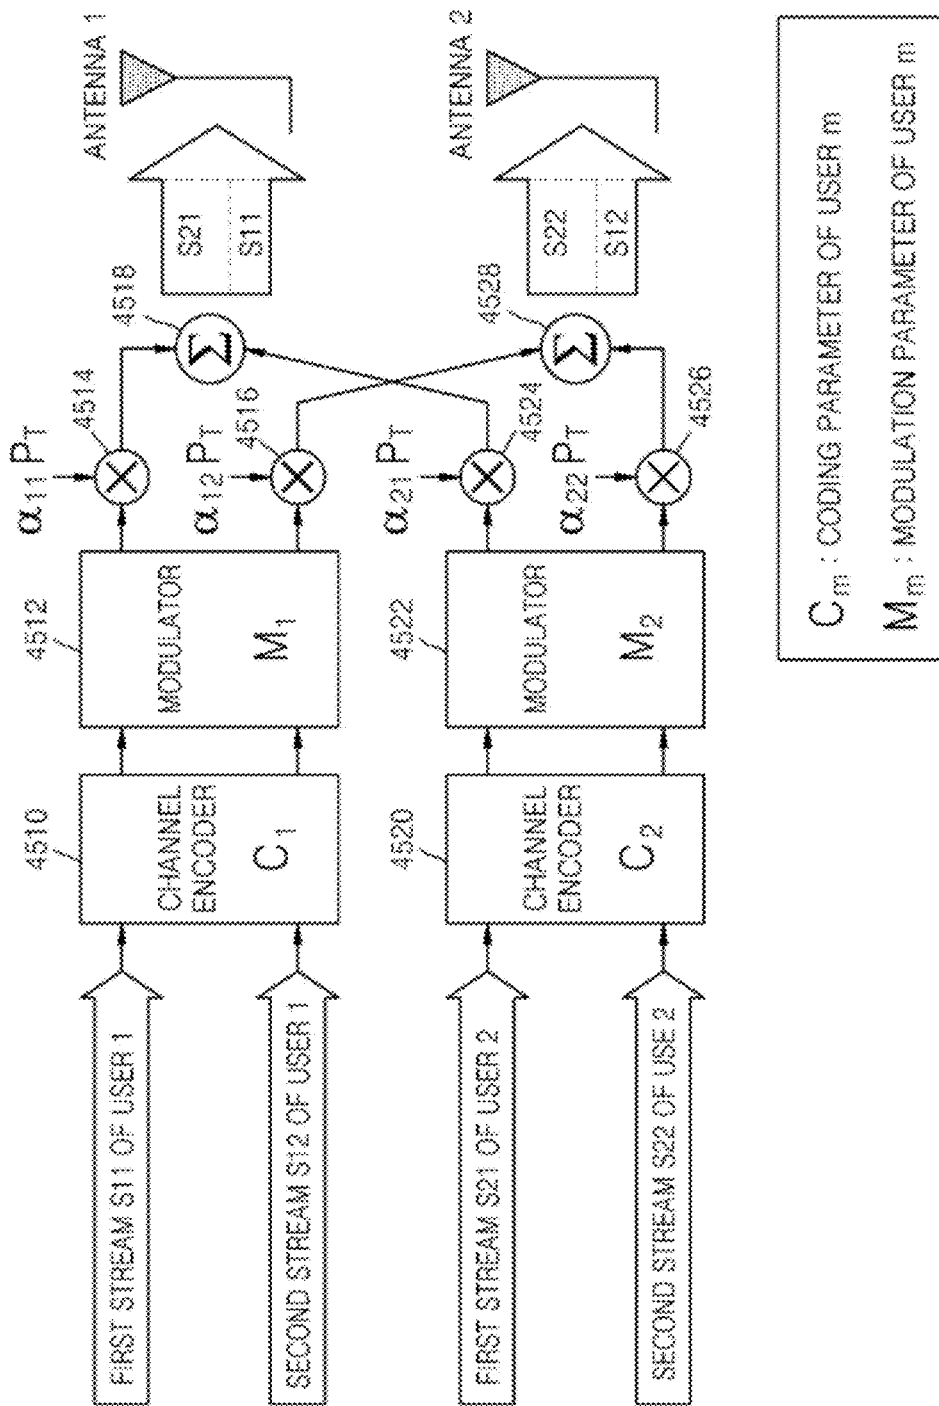 FIRST STREAM S11 OF USER 1
SECOND STREAM S12 OF USER 1
FIRST STREAM S21 OF USER 2
SECOND STREAM S22 OF USE 2
4510
CHANNEL
ENCODER
C1
4520
CHANNEL
ENCODER
C2
4512
MODULATOR
M1
4522
MODULATOR
M2
α11 PT
4514
α12 PT
4516
α21 PT
4524
α22 PT
4526
4518
Σ
4528
Σ
S21
S11
S22
S12
ANTENNA 1
ANTENNA 2
Cm : CODING PARAMETER OF USER m
Mm : MODULATION PARAMETER OF USER m